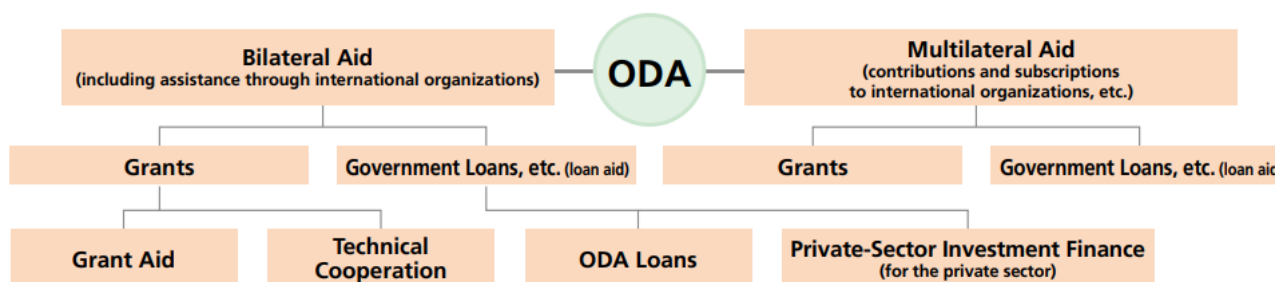 Bilateral Aid
(including assistance through international organizations)
ODA
Multilateral Aid
(contributions and subscriptions
to international organizations, etc.)
Grants
Government Loans, etc. (loan aid)
Grants
Government Loans, etc. (loan aid
Grant Aid
Technical
Cooperation
ODA Loans
Private-Sector Investment Finance
(for the private sector)